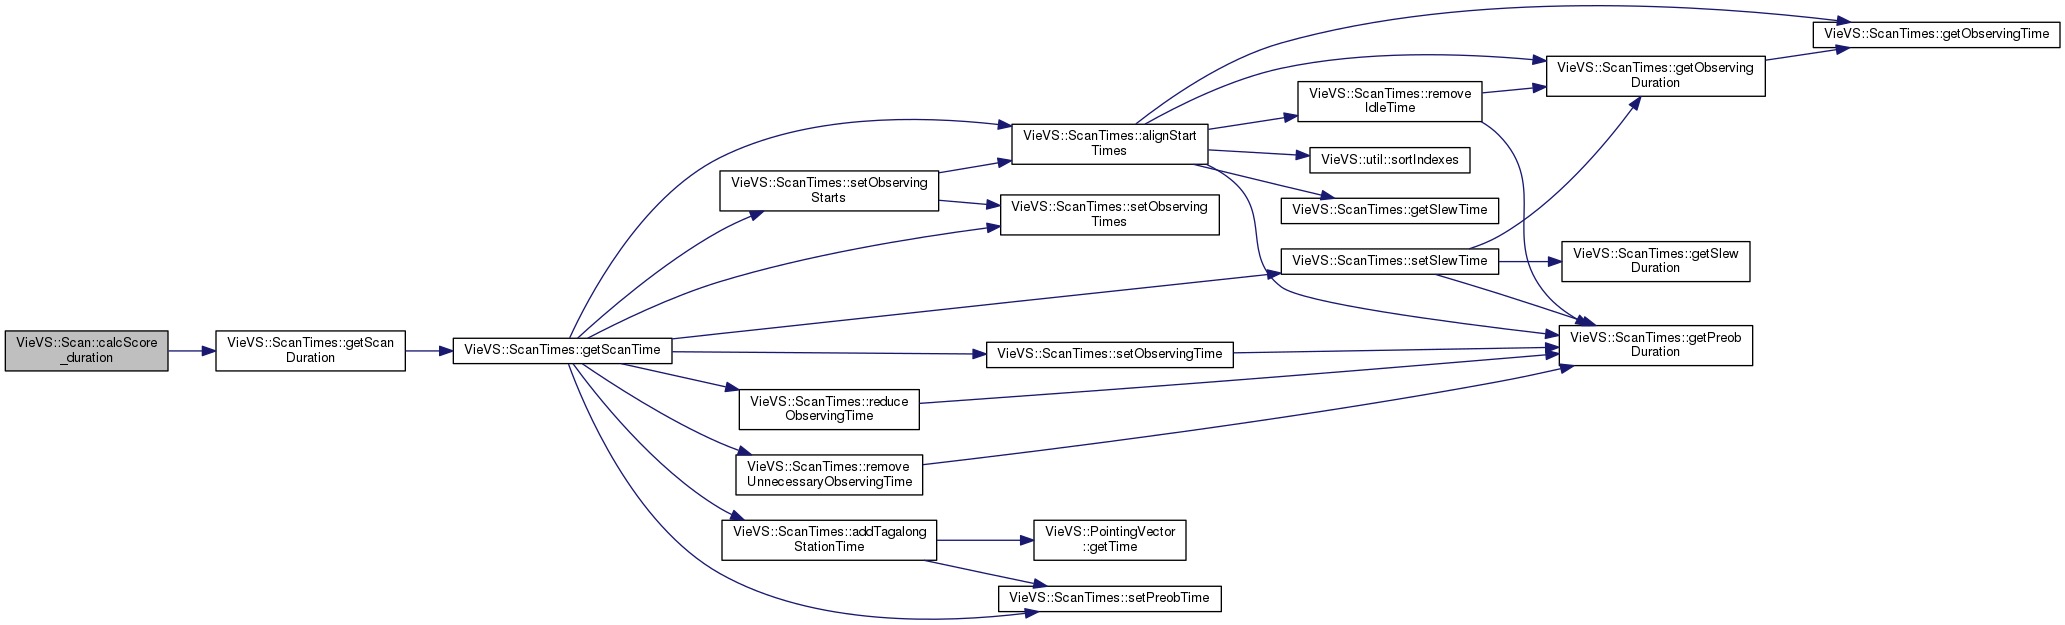 VieVS::Scan::calcScore
_duration
VieVS::ScanTimes::getScan
Duration
VieVS::ScanTimes::getScanTime
VieVS::ScanTimes::setObserving
Starts
VieVS::ScanTimes::reduce
ObservingTime
VieVS::ScanTimes::remove
UnnecessaryObservingTime
VieVS::ScanTimes::addTagalong
StationTime
VieVS::ScanTimes::alignStart
Times
VieVS::ScanTimes::setObserving
Times
VieVS::ScanTimes::setObservingTime
VieVS::PointingVector
::getTime
VieVS::ScanTimes::setPreobTime
VieVS::ScanTimes::remove
IdleTime
VieVS::util::sortIndexes
VieVS::ScanTimes::getSlewTime
VieVS::ScanTimes::setSlewTime
VieVS::ScanTimes::getObserving
Duration
VieVS::ScanTimes::getSlew
Duration
VieVS::ScanTimes::getPreob
Duration
VieVS::ScanTimes::getObservingTime